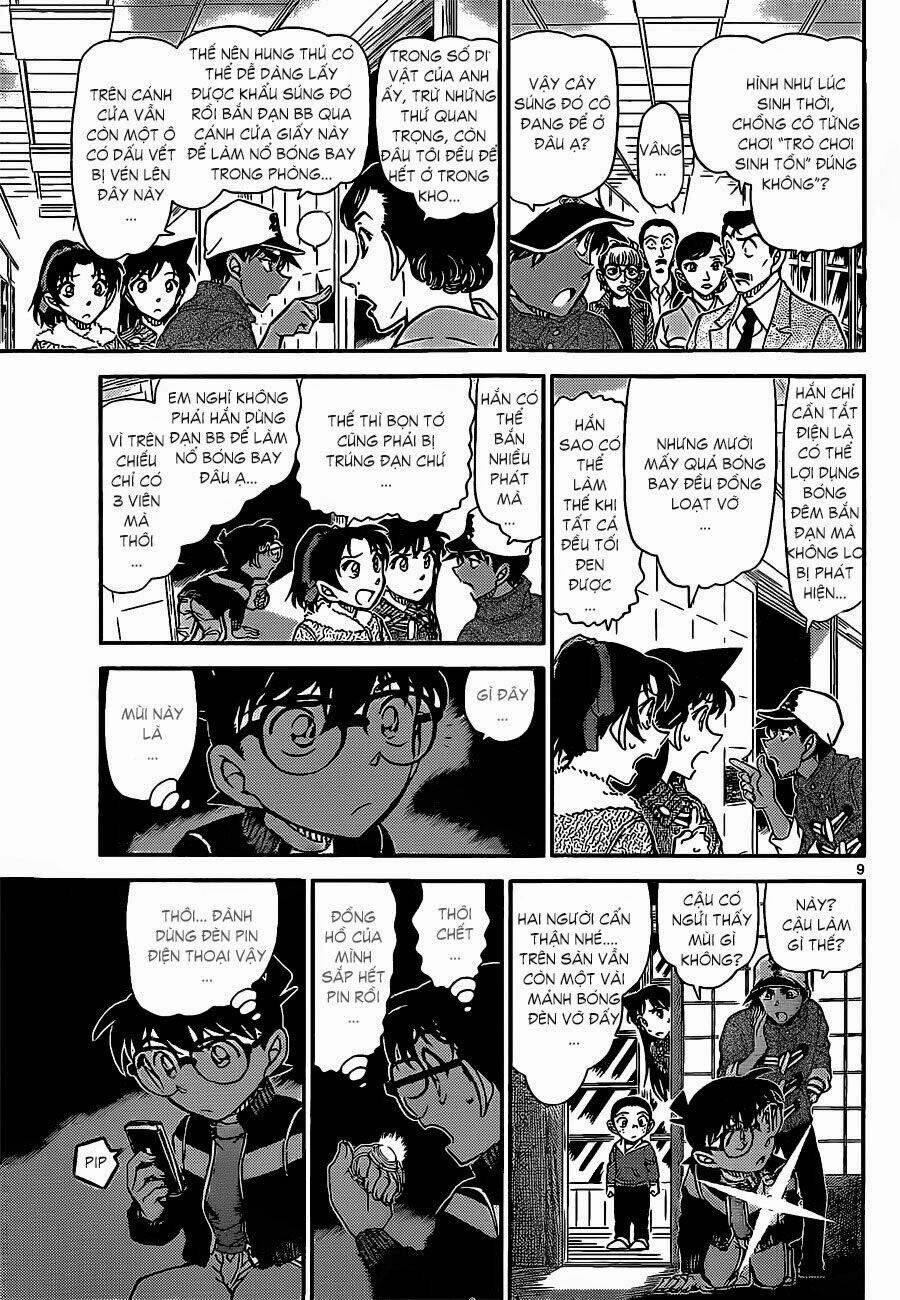 HÌNH NHƯ LÚC
SINH THỜI,
CHỒNG CÔ TỪNG
CHƠI "TRÒ CHƠI
SINH TỒN" ĐÚNG
KHÔNG"?
VÂNG
...
VẬY CÂY
SÚNG ĐÓ CÔ
ĐANG ĐỂ Ở
ĐÂU Ạ?
TRONG SỐ DI
VẬT CỦA ANH
ẤY, TRỪ NHỮNG
THỨ QUAN
TRỌNG, CÒN
ĐÂU TÔI ĐỀU ĐỂ
HẾT Ở TRONG
KHO...
THẾ NÊN HUNG THỦ CÓ
THỂ DỄ DÀNG LẤY
ĐƯỢC KHẨU SÚNG ĐÓ
RỒI BẮN ĐẠN BB QUA
CÁNH CỬA GIẤY NÀY
ĐỂ LÀM NỔ BÓNG BAY
TRONG PHÒNG...
TRÊN CÁNH
CỬA VẪN
CÒN MỘT Ô
CÓ DẤU VẾT
BỊ VÉN LÊN
ĐÂY NÀY
...
HẮN CHỈ
CẦN TẮT
ĐIỆN LÀ CÓ
THỂ LỢI DỤNG
BÓNG
ĐÊM BẮN
ĐẠN MÀ
KHÔNG LO
BỊ PHÁT
HIỆN...
NHƯNG MƯỜI
MẤY QUẢ BÓNG
BAY ĐỀU ĐỒNG
LOẠT VỠ
...
HẮN
SAO CÓ
THỂ
LÀM
THẾ KHI
TẤT CẢ
ĐỀU TỐI
ĐEN
ĐƯỢC
...
HẮN CÓ
THỂ
BẮN
NHIỀU
PHÁT
MÀ
...
THẾ THÌ BỌN TỚ
CŨNG PHẢI BỊ
TRÚNG ĐẠN CHỨ
...
EM NGHĨ KHÔNG
PHẢI HẮN DÙNG
ĐẠN BB ĐỂ LÀM
NỔ BÓNG BAY
ĐÂU Ạ...
VÌ TRÊN
CHIẾU
CHỈ CÓ
3 VIÊN
MÀ
THÔI
...
GÌ ĐÂY
...
MÙI NÀY
LÀ
...
9
NÀY?
CẬU LÀM
GÌ THẾ?
CẬU CÓ
NGỬI THẤY
MÙI GÌ
KHÔNG?
HAI NGƯỜI CẨN
THẬN NHÉ....
TRÊN SÀN VẪN
CÒN MỘT VÀI
MẢNH BÓNG
ĐÈN VỠ ĐẤY
...
THÔI
CHẾT
...
ĐỒNG
HỒ CỦA
MÌNH
SẮP HẾT
PIN RỒI
...
THÔI... ĐÀNH
DÙNG ĐÈN PIN
ĐIỆN THOẠI VẬY
...
PIP